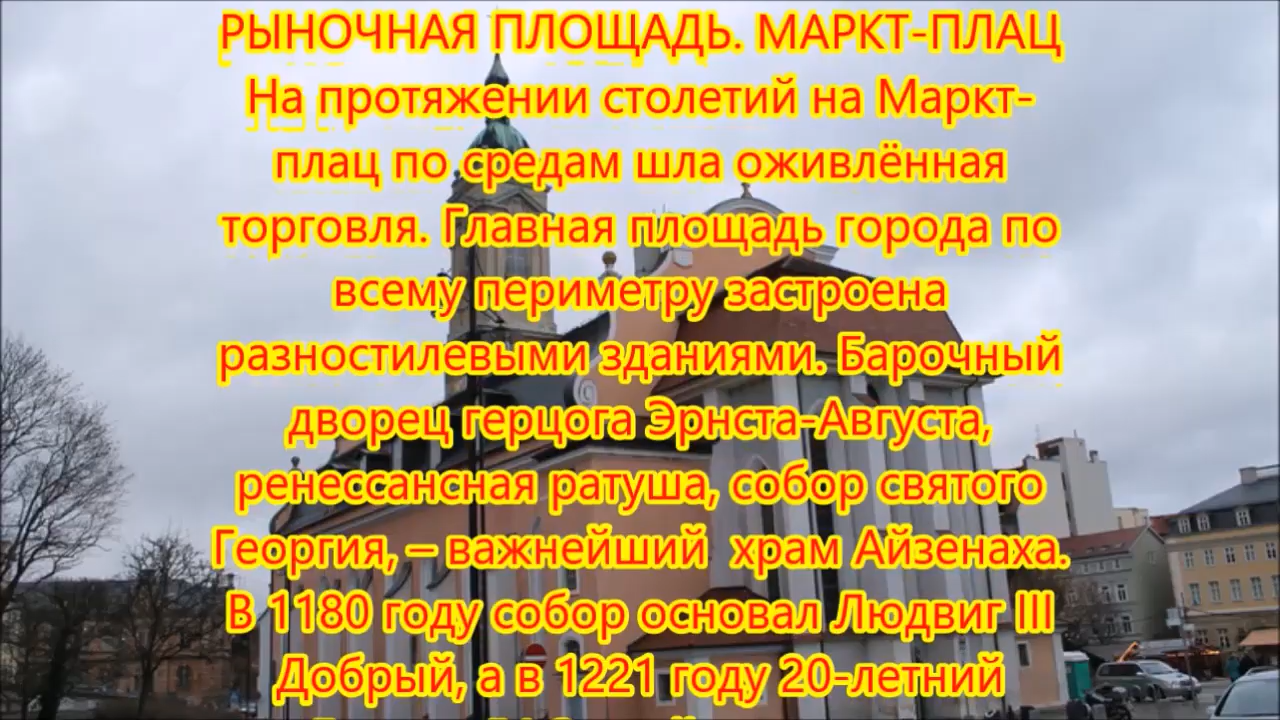 РЫНОЧНАЯ ПЛОЩАДЬ. МАРКТ-ПЛАЦ
На протяжении столетий на Маркт-
плац по средам шла оживлённая
торговля. Главная площадь города по
всему периметру застроена
разностилевыми зданиями. Барочный
дворец герцога Эрнста-Августа,
ренессансная ратуша, собор святого
Георгия, – важнейший  храм Айзенаха.
В 1180 году собор основал Людвиг III
Добрый, а в 1221 году 20-летний